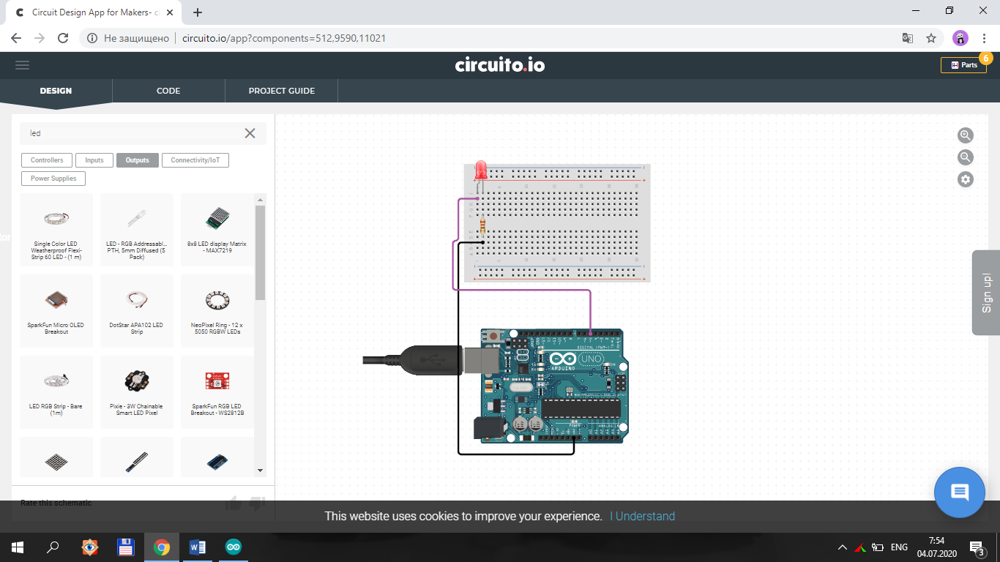 Circuit Design App for Makers- c
Не защищено
circuito.io/app?components=512,9590,11021
circuito.io
Parts
6
DESIGN
CODE
PROJECT GUIDE
led
Controllers
Inputs
Outputs
Connectivity/IoT
Power Supplies
Single Color LED
Weatherproof Flexi-
Strip 60 LED - (1 m)
LED - RGB Addressabl...
PTH, 5mm Diffused (5
Pack)
8x8 LED display Matrix
- MAX7219
SparkFun Micro OLED
Breakout
DotStar APA102 LED
Strip
NeoPixel Ring - 12 x
5050 RGBW LEDs
LED RGB Strip - Bare
(1m)
Pixie - 3W Chainable
Smart LED Pixel
SparkFun RGB LED
Breakout - WS2812B
Rate this schematic
DIGITAL (PWM~)
UNO
ARDUINO
POWER
ANALOG IN
Sign up!
This website uses cookies to improve your experience.
I Understand
ENG
7:54
04.07.2020
3